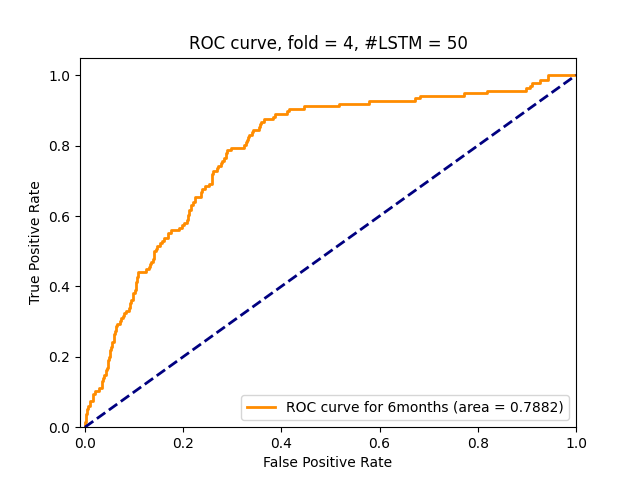 ROC curve, fold = 4, #LSTM = 50
True Positive Rate
1.0
0.8
0.6
0.4
0.2
0.0
ROC curve for 6months (area = 0.7882)
0.0 0.2 0.4 0.6 0.8 1.0
False Positive Rate